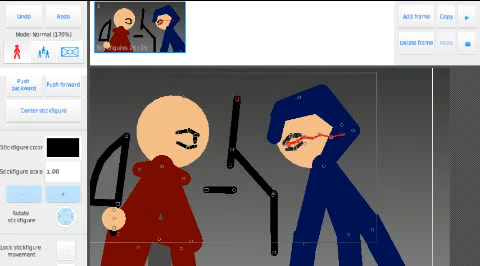 Undo Redo
Mode: Normal (170%)
Push backward
Push forward
Center stickfigure
Stickfigure color
Stickfigure scale 1.00
Rotate stickfigure
Lock stickfigure movement
1
Add frame Copy
Delete frame